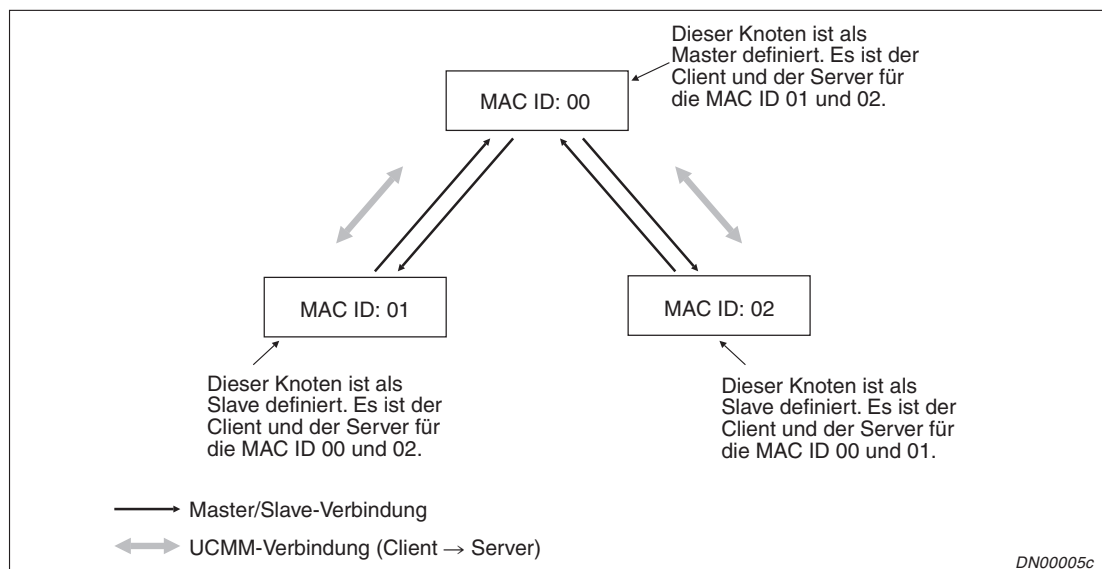 Dieser Knoten ist als
Master definiert. Es ist der
Client und der Server für
die MAC ID 01 und 02.
MAC ID: 00
MAC ID: 01
MAC ID: 02
Dieser Knoten ist als
Slave definiert. Es ist der
Client und der Server für
die MAC ID 00 und 02.
Dieser Knoten ist als
Slave definiert. Es ist der
Client und der Server für
die MAC ID 00 und 01.
Master/Slave-Verbindung
UCMM-Verbindung (Client → Server)
DN00005c